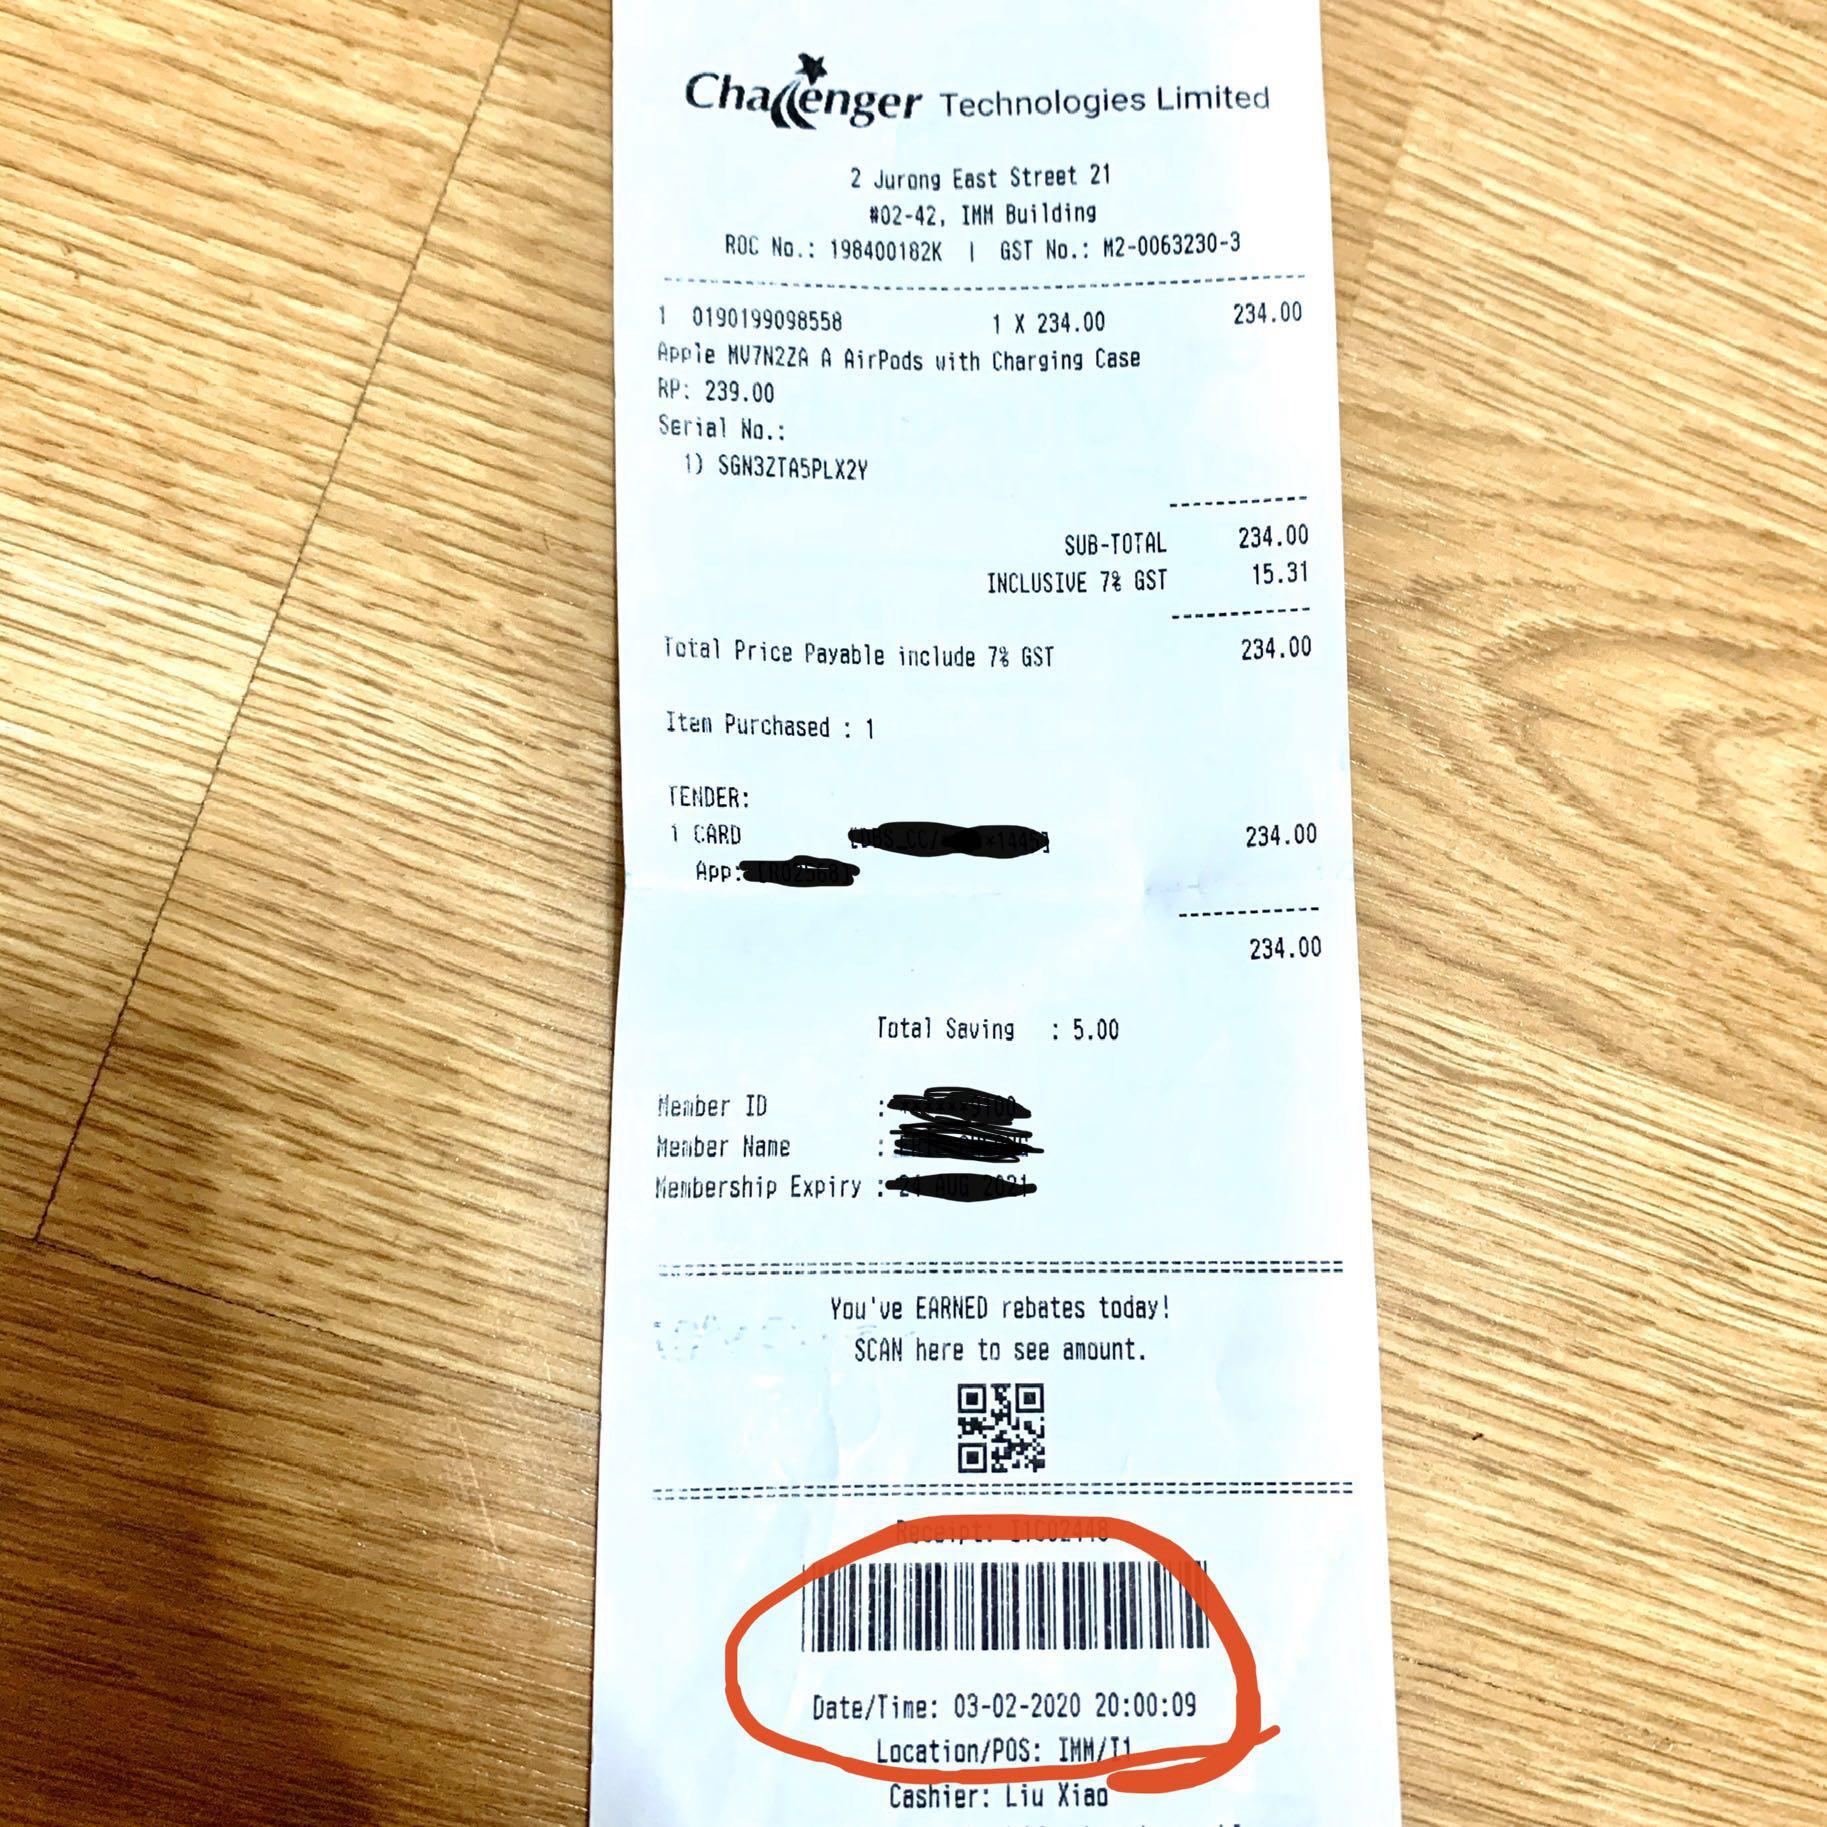 Challenger Technologies Limited
2 Jurong East Street 21
#02-42, IMM Building
ROC No.: 198400182K | GST No.: M2-0063230-3
1 0190199098558 1 X 234.00 234.00
Apple MV7N2ZA A AirPods with Charging Case
RP: 239.00
Serial No.:
1) SGN3ZTA5PLX2Y
SUB-TOTAL 234.00
INCLUSIVE 7% GST 15.31
Total Price Payable include 7% GST 234.00
Item Purchased : 1
TENDER:
1 CARD 234.00
App:
234.00
Total Saving : 5.00
Member ID :
Member Name :
Membership Expiry :
You've EARNED rebates today!
SCAN here to see amount.
Receipt: I1C02448
Date/Time: 03-02-2020 20:00:09
Location/POS: IMM/I1
Cashier: Liu Xiao